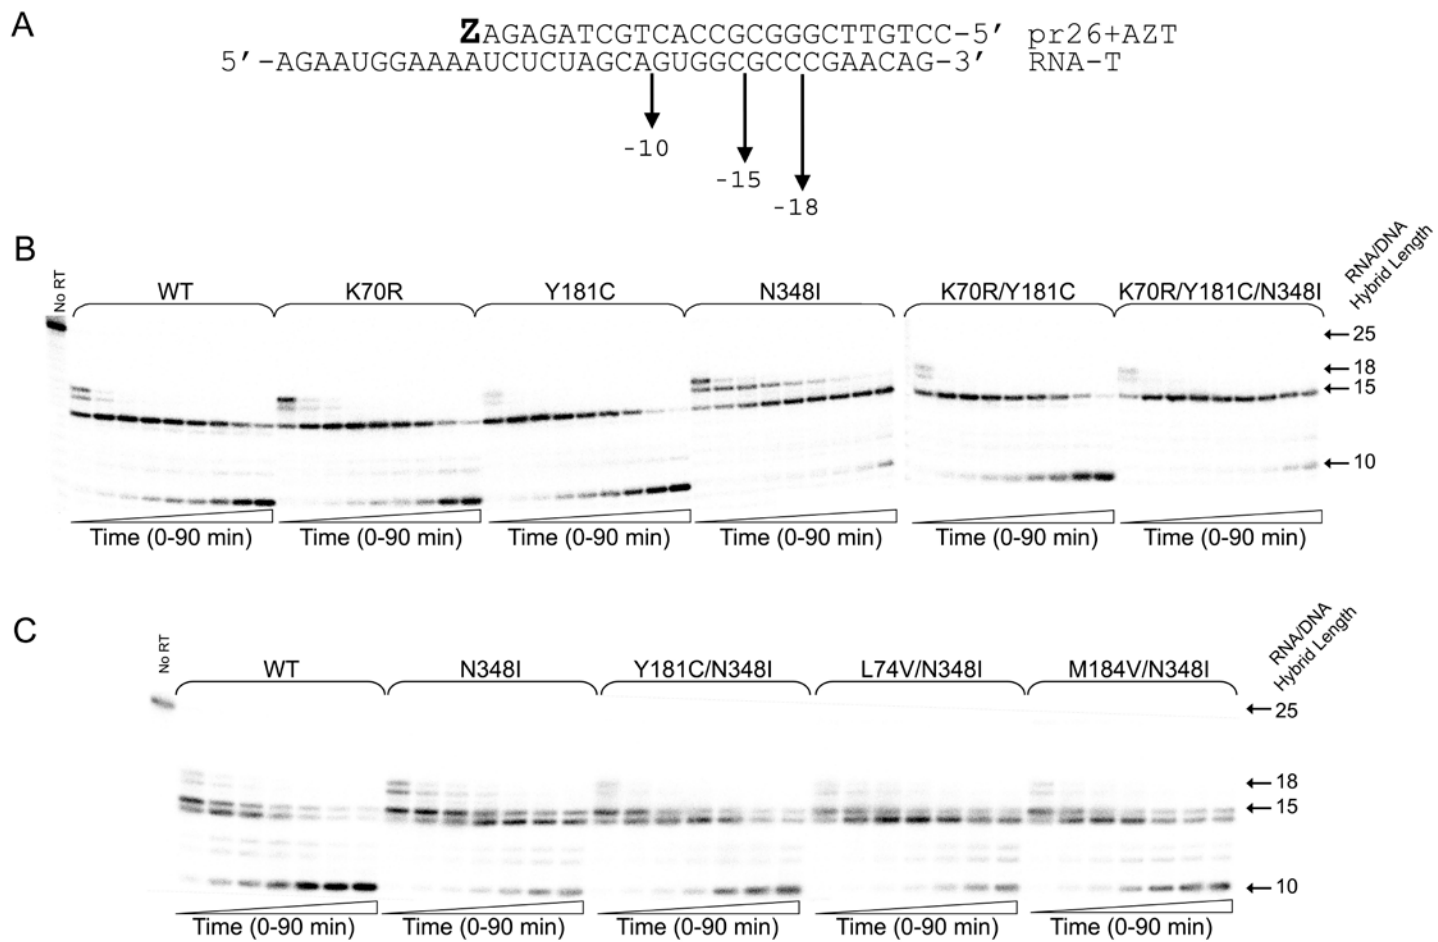 A
ZAGAGATCGTCACCGCGGGCTTGTCC-5′ pr26+AZT
5′-AGAAUGGAAAAUCUCUAGCAGUGGCGCCCGAACAG-3′ RNA-T
-10
-15
-18
B
No RT
WT
K70R
Y181C
N348I
K70R/Y181C
K70R/Y181C/N348I
RNA/DNA
Hybrid Length
25
18
15
10
Time (0-90 min)
Time (0-90 min)
Time (0-90 min)
Time (0-90 min)
Time (0-90 min)
Time (0-90 min)
C
No RT
WT
N348I
Y181C/N348I
L74V/N348I
M184V/N348I
RNA/DNA
Hybrid Length
25
18
15
10
Time (0-90 min)
Time (0-90 min)
Time (0-90 min)
Time (0-90 min)
Time (0-90 min)